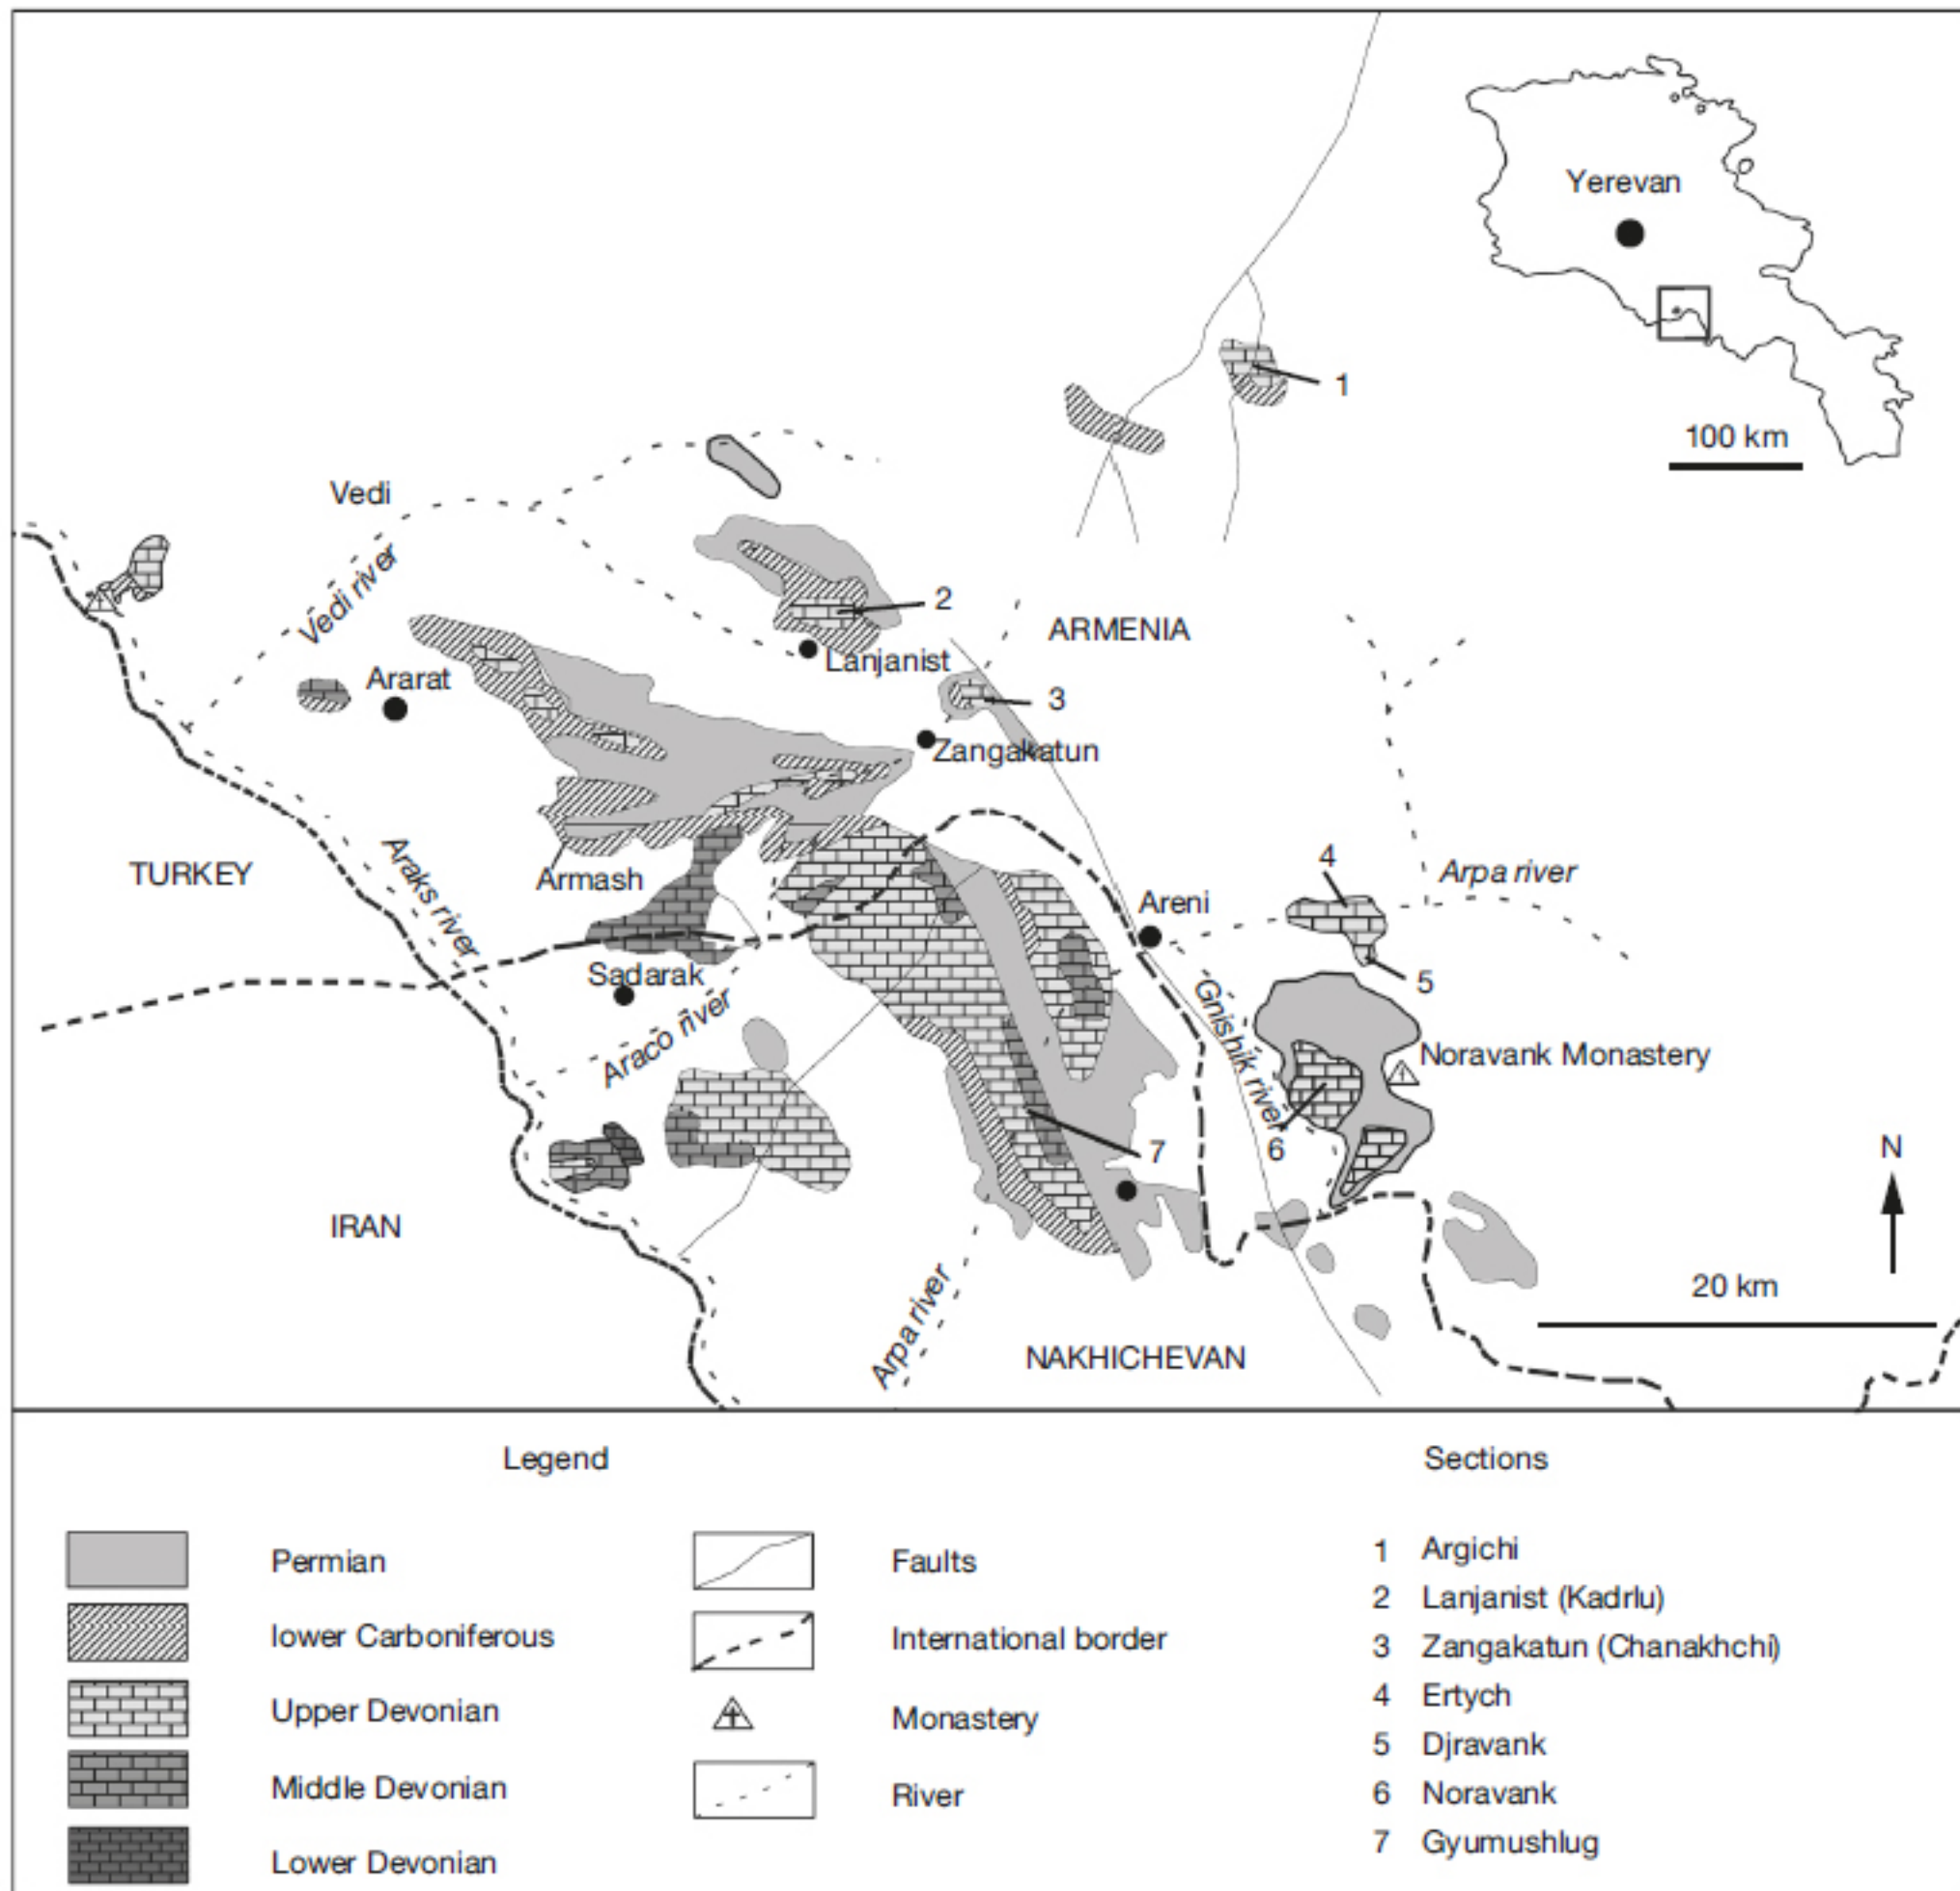 Yerevan
100 km
1
Vedi
Vedi river
2
ARMENIA
Lanjanist
Ararat
3
Zangakatun
TURKEY
Araks river
Armash
4
Arpa river
Areni
Sadarak
5
Araco river
Gnishik river
Noravank Monastery
7
6
N
IRAN
20 km
Arpa river
NAKHICHEVAN
Legend
Permian
lower Carboniferous
Upper Devonian
Middle Devonian
Lower Devonian
Faults
International border
Monastery
River
Sections
1 Argichi
2 Lanjanist (Kadrlu)
3 Zangakatun (Chanakhchi)
4 Ertych
5 Djravank
6 Noravank
7 Gyumushlug